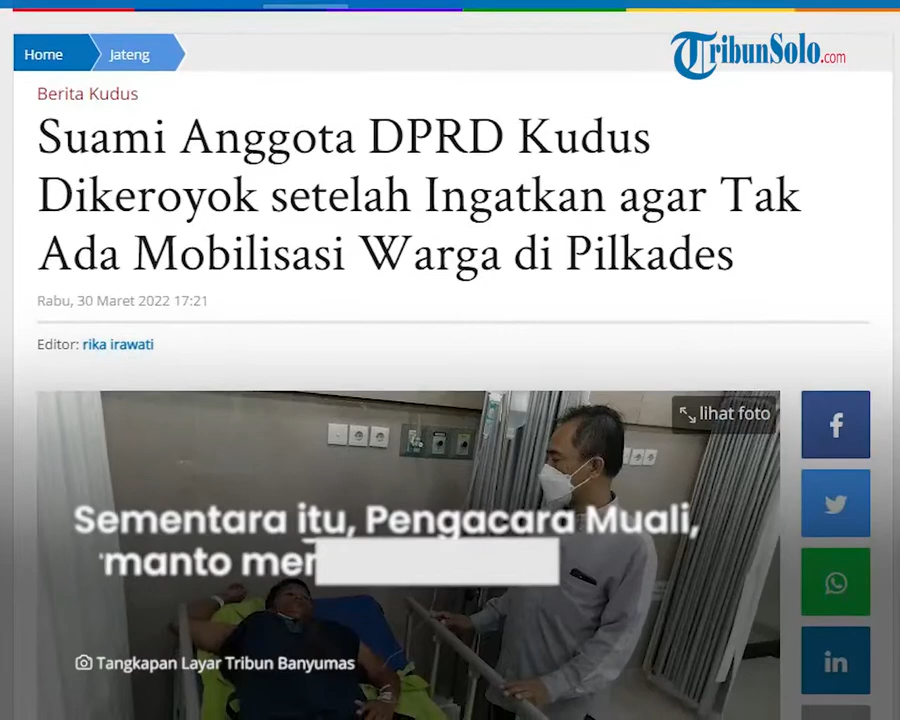 Home
Jateng
TribunSolo.com
Berita Kudus
Suami Anggota DPRD Kudus
Dikeroyok setelah Ingatkan agar Tak
Ada Mobilisasi Warga di Pilkades
Rabu, 30 Maret 2022 17:21
Editor: rika irawati
lihat foto
Sementara itu, Pengacara Muali,
Tangkapan Layar Tribun Banyumas